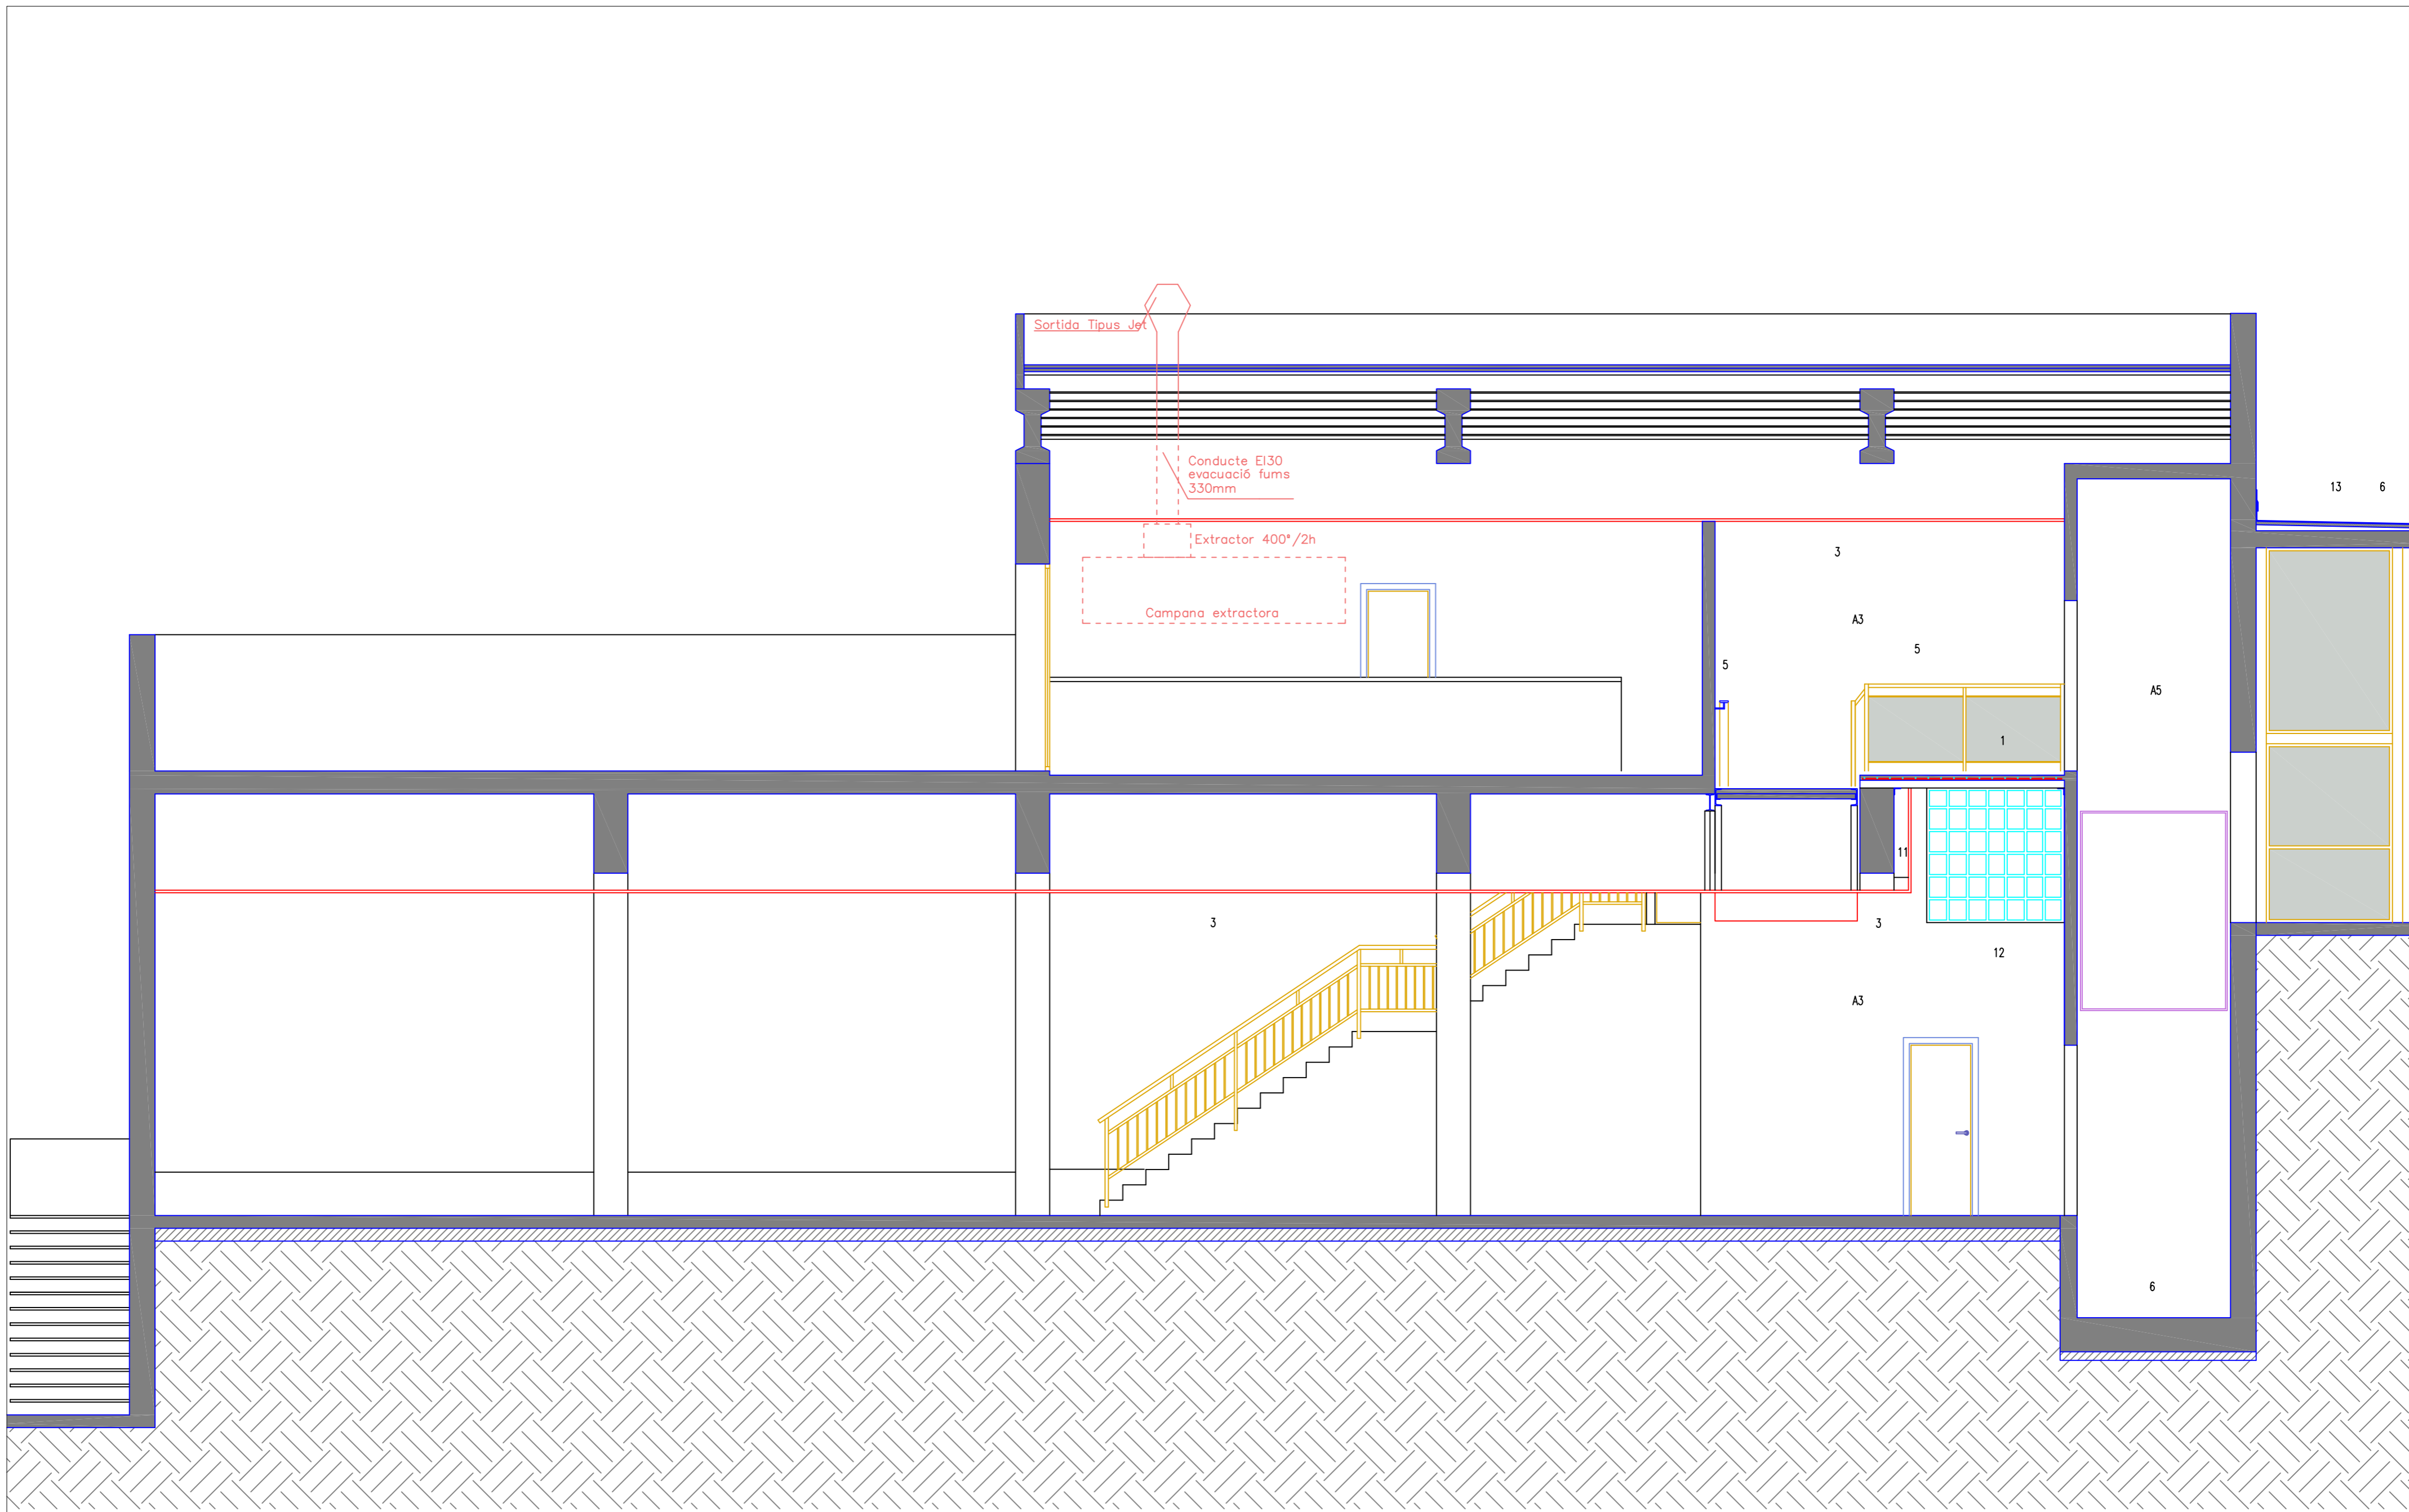 Sortida Tipus Jet
Conducte EI30
evacuació fums
330mm
13 6
Extractor 400°/2h
3
Campana extractora
A3
5
5
A5
1
11
3
3
12
A3
6